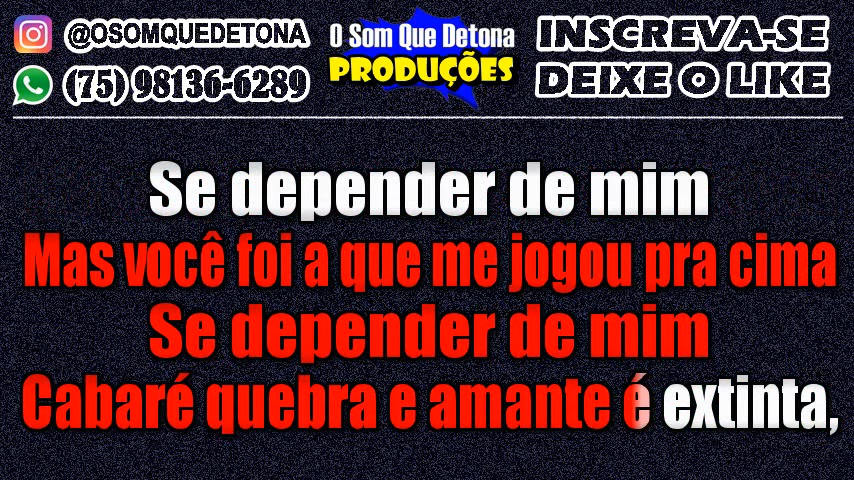 @OSOMQUEDETONA
(75) 98136-6289
O Som Que Detona
PRODUÇÕES
INSCREVA-SE
DEIXE O LIKE
Se depender de mim
Mas você foi a que me jogou pra cima
Se depender de mim
Cabaré quebra e amante é extinta,